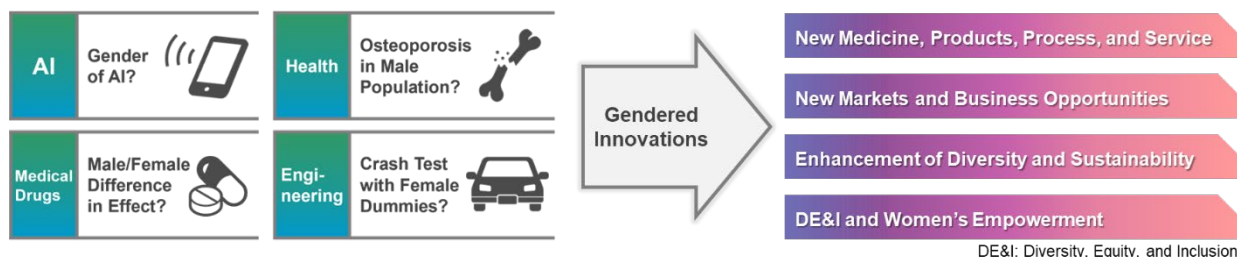 AI
Gender
of AI?
Health
Osteoporosis
in Male
Population?
Medical
Drugs
Male/Female
Difference
in Effect?
Engi-
neering
Crash Test
with Female
Dummies?
Gendered
Innovations
New Medicine, Products, Process, and Service
New Markets and Business Opportunities
Enhancement of Diversity and Sustainability
DE&I and Women's Empowerment
DE&I: Diversity, Equity, and Inclusion